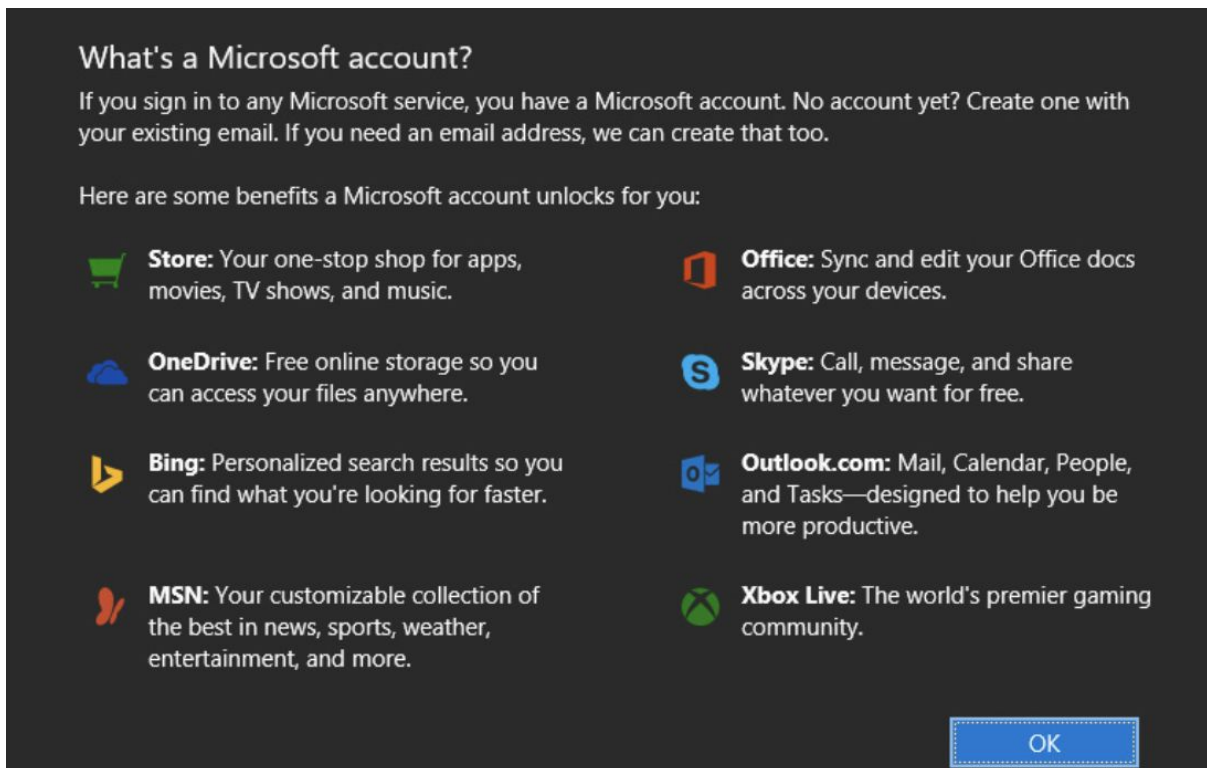 What's a Microsoft account?
If you sign in to any Microsoft service, you have a Microsoft account. No account yet? Create one with
your existing email. If you need an email address, we can create that too.
Here are some benefits a Microsoft account unlocks for you:
Store: Your one-stop shop for apps,
movies, TV shows, and music.
Office: Sync and edit your Office docs
across your devices.
OneDrive: Free online storage so you
can access your files anywhere.
Skype: Call, message, and share
whatever you want for free.
Bing: Personalized search results so you
can find what you're looking for faster.
Outlook.com: Mail, Calendar, People,
and Tasks—designed to help you be
more productive.
MSN: Your customizable collection of
the best in news, sports, weather,
entertainment, and more.
Xbox Live: The world's premier gaming
community.
OK